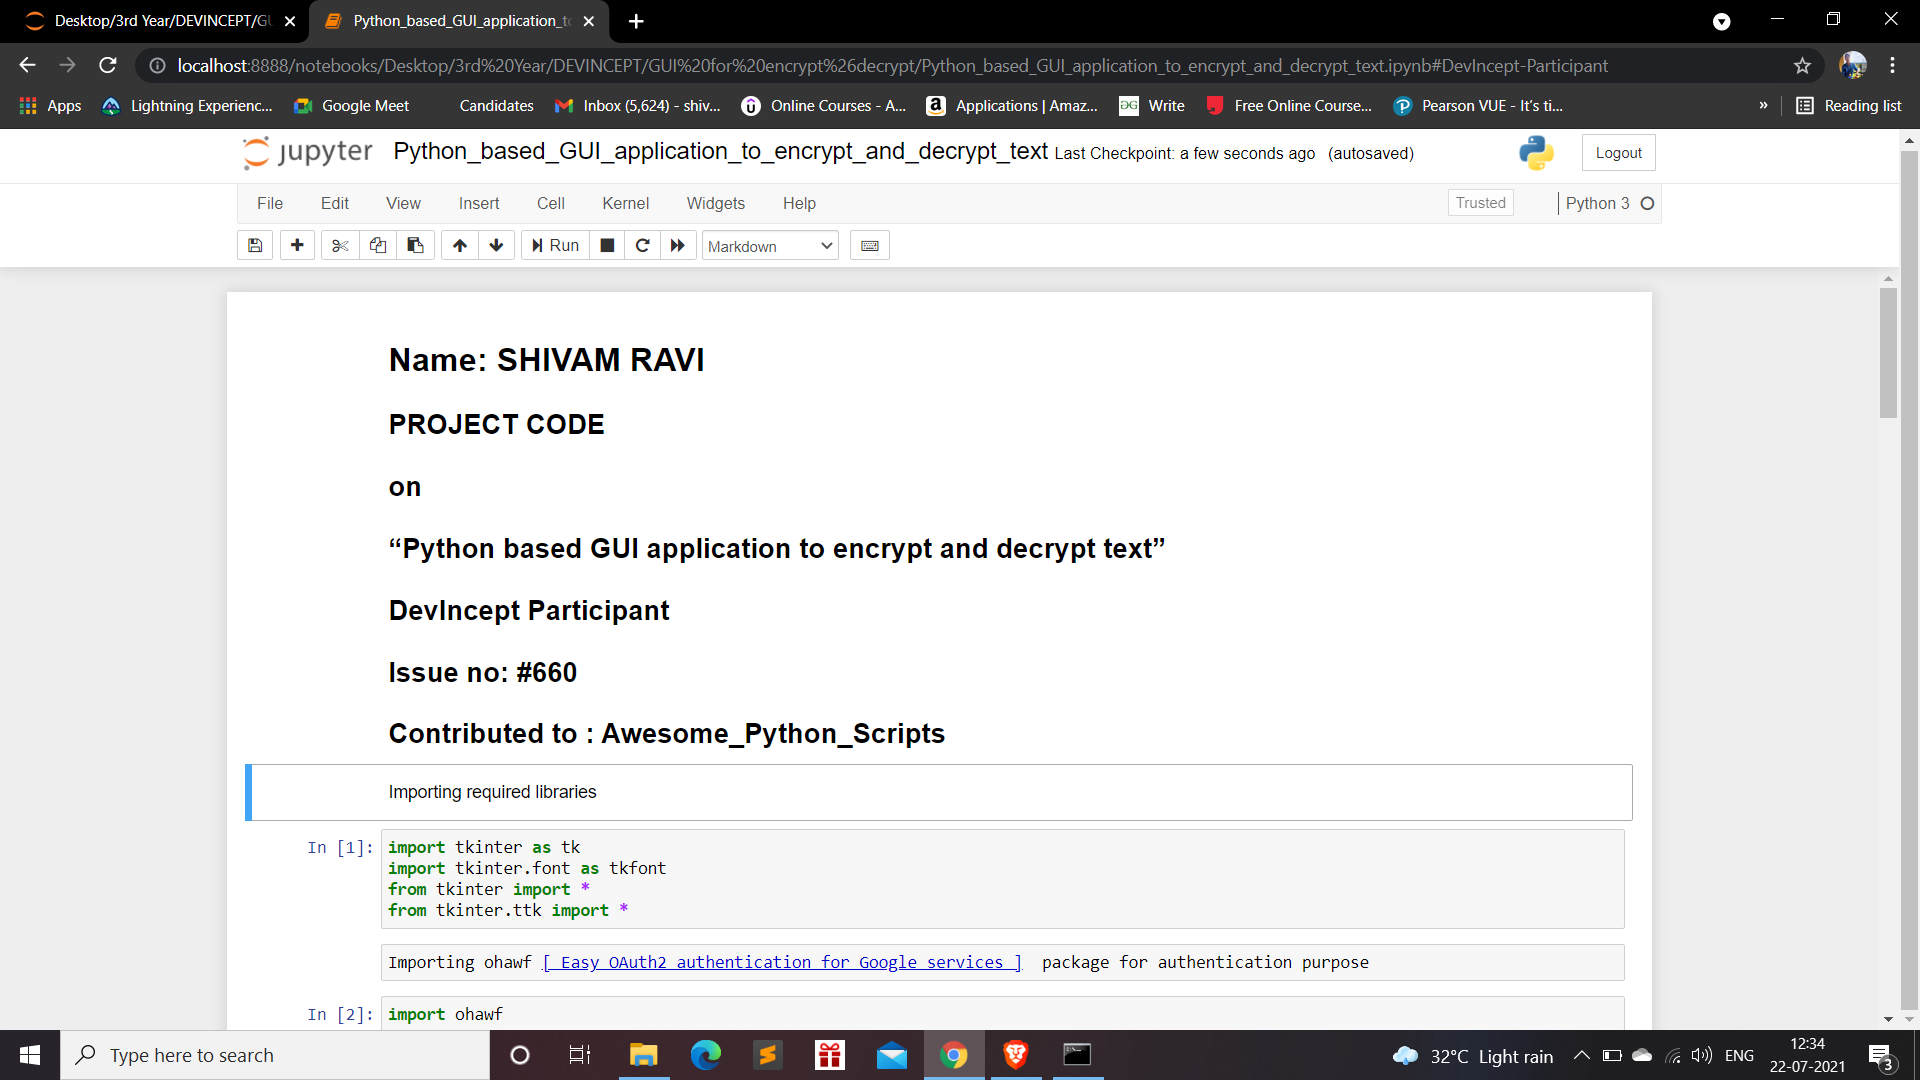 Desktop/3rd Year/DEVINCEPT/GU
Python_based_GUI_application_to
localhost:8888/notebooks/Desktop/3rd%20Year/DEVINCEPT/GUI%20for%20encrypt%26decrypt/Python_based_GUI_application_to_encrypt_and_decrypt_text.ipynb#DevIncept-Participant
Apps Lightning Experienc... Google Meet Candidates Inbox (5,624) - shiv... Online Courses - A... Applications | Amaz... Write Free Online Course... Pearson VUE - It's ti... » Reading list
jupyter Python_based_GUI_application_to_encrypt_and_decrypt_text Last Checkpoint: a few seconds ago (autosaved) Logout
File Edit View Insert Cell Kernel Widgets Help Trusted Python 3
Run Markdown
Name: SHIVAM RAVI
PROJECT CODE
on
“Python based GUI application to encrypt and decrypt text”
DevIncept Participant
Issue no: #660
Contributed to : Awesome_Python_Scripts
Importing required libraries
In [1]: import tkinter as tk
import tkinter.font as tkfont
from tkinter import *
from tkinter.ttk import *
Importing ohawf [ Easy OAuth2 authentication for Google services ] package for authentication purpose
In [2]: import ohawf
Type here to search
32°C Light rain ENG
12:34
22-07-2021
3